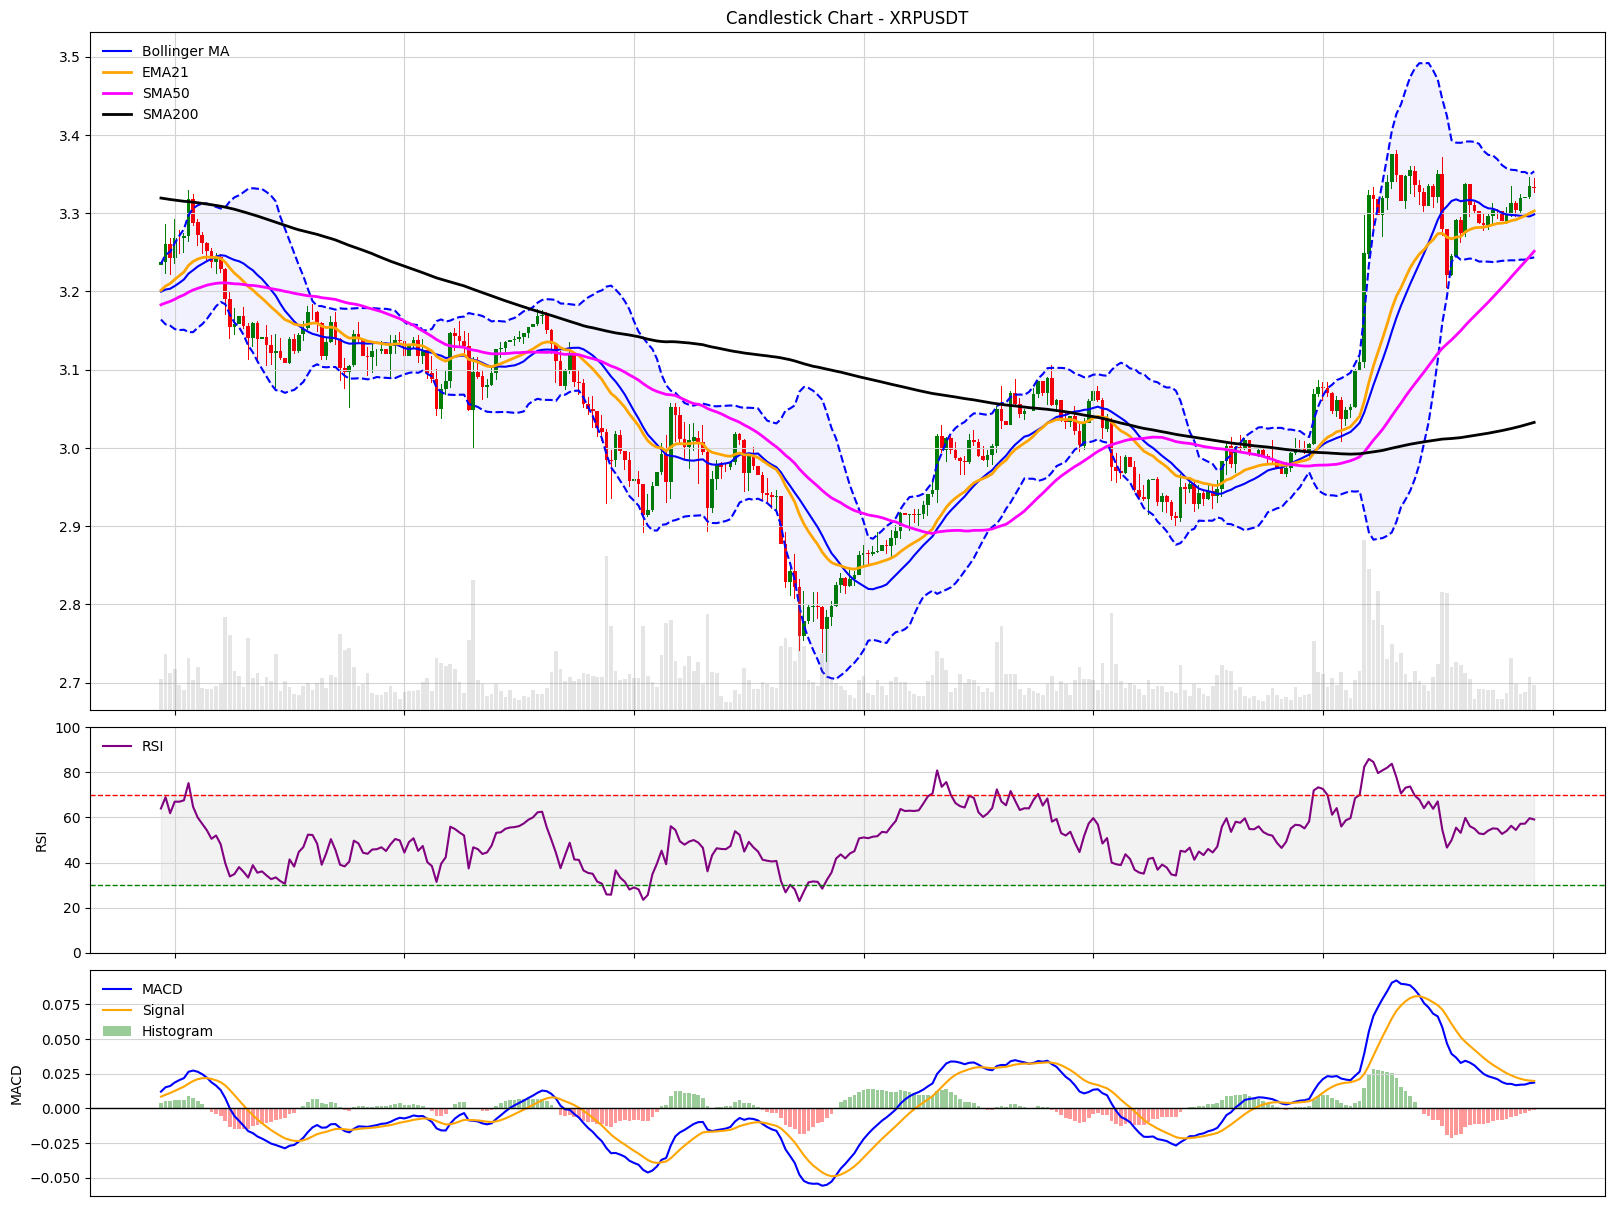 Candlestick Chart - XRPUSDT
Bollinger MA
EMA21
SMA50
SMA200
3.5
3.4
3.3
3.2
3.1
3.0
2.9
2.8
2.7
RSI
RSI
100
80
60
40
20
0
MACD
Signal
Histogram
MACD
0.075
0.050
0.025
0.000
−0.025
−0.050